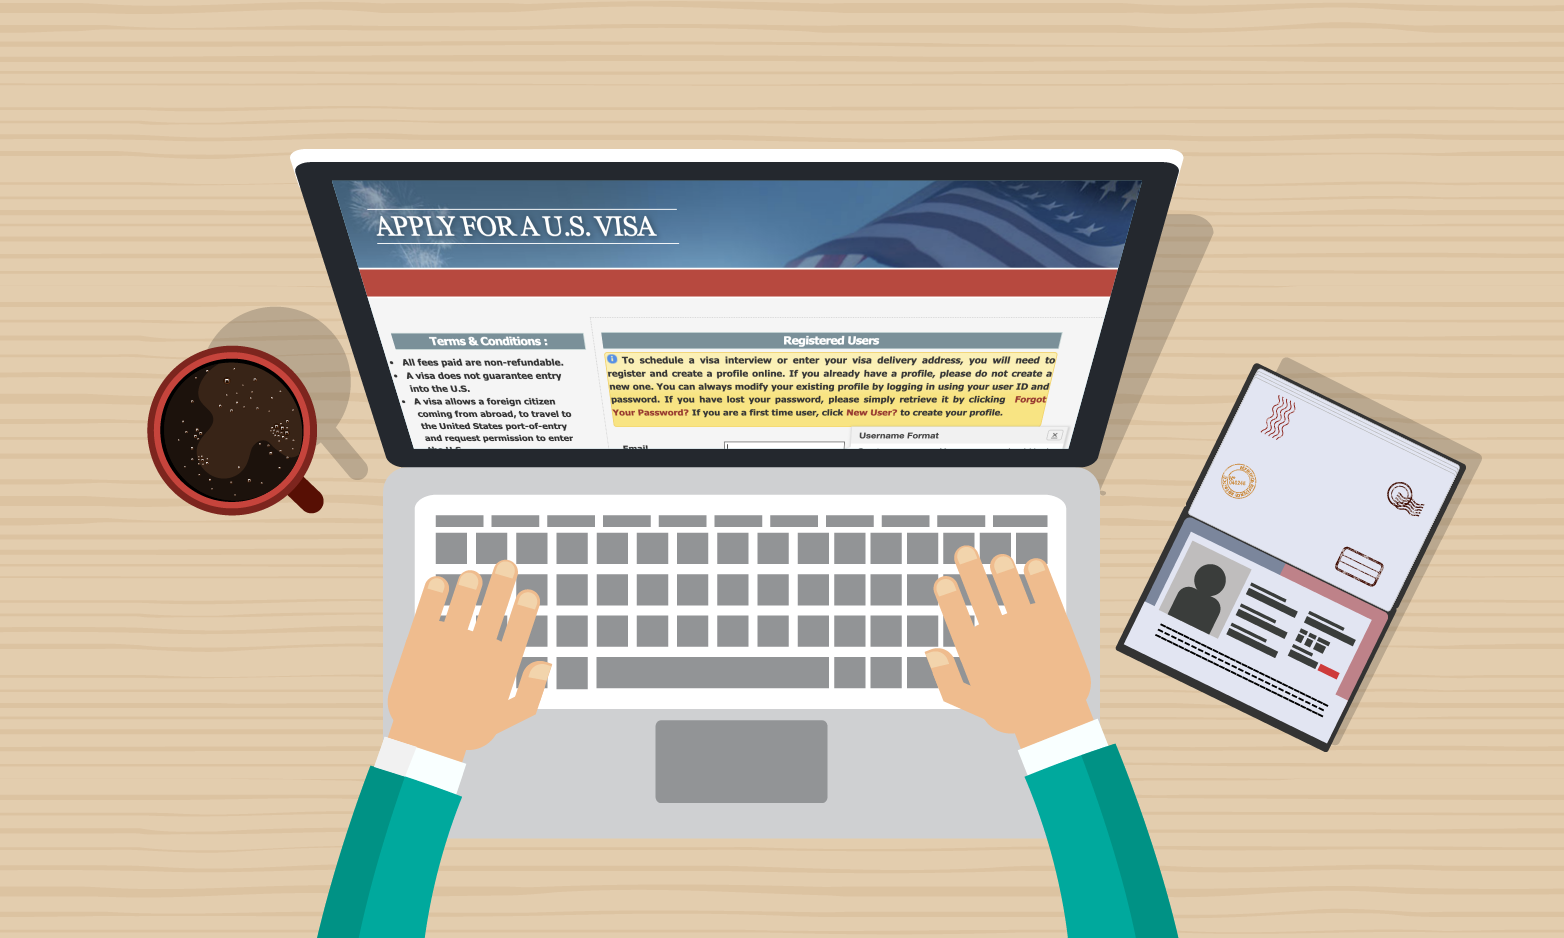 APPLY FOR A U.S. VISA
Terms & Conditions :
• All fees paid are non-refundable.
• A visa does not guarantee entry
into the U.S.
• A visa allows a foreign citizen
coming from abroad, to travel to
the United States port-of-entry
and request permission to enter
the U.S.
Registered Users
To schedule a visa interview or enter your visa delivery address, you will need to
register and create a profile online. If you already have a profile, please do not create a
new one. You can always modify your existing profile by logging in using your user ID and
password. If you have lost your password, please simply retrieve it by clicking Forgot
Your Password? If you are a first time user, click New User? to create your profile.
Email
Username Format